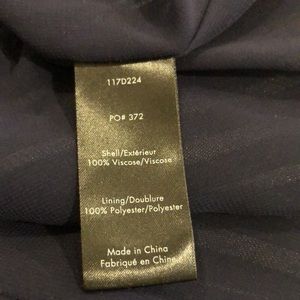 117D224
PO# 372
Shell/Extérieur
100% Viscose/Viscose
Lining/Doublure
100% Polyester/Polyester
Made in China
Fabriqué en Chine